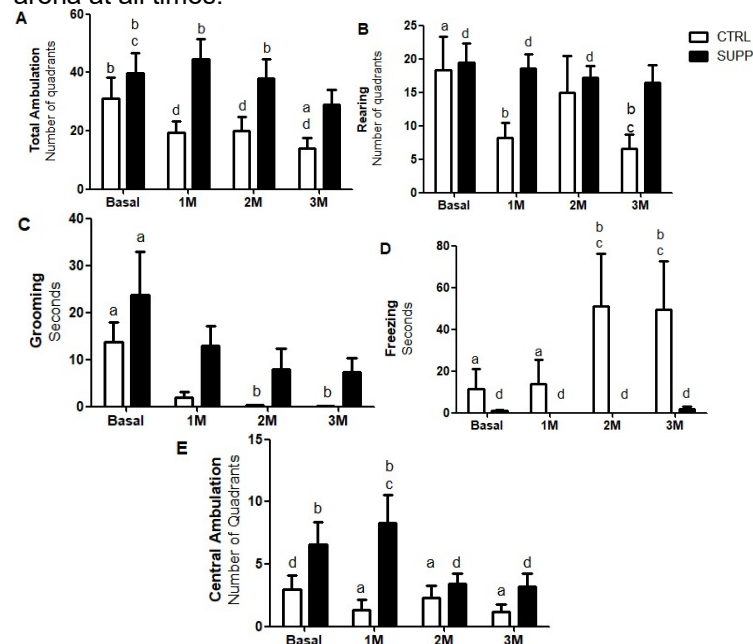 arena at all times.
A
60
40
20
0
Total Ambulation
Number of quadrants
b
b
c
d
b
d
b
a
d
Basal 1M 2M 3M
B
25
20
15
10
5
0
Rearing
Number of quadrants
a
d
b
d
d
b
c
Basal 1M 2M 3M
CTRL
SUPP
C
40
30
20
10
0
Grooming
Seconds
a
a
b
b
Basal 1M 2M 3M
D
80
60
40
20
0
Freezing
Seconds
a
d
a
d
b
c
d
b
c
d
Basal 1M 2M 3M
E
15
10
5
0
Central Ambulation
Number of Quadrants
d
b
a
b
c
a
d
a
d
Basal 1M 2M 3M